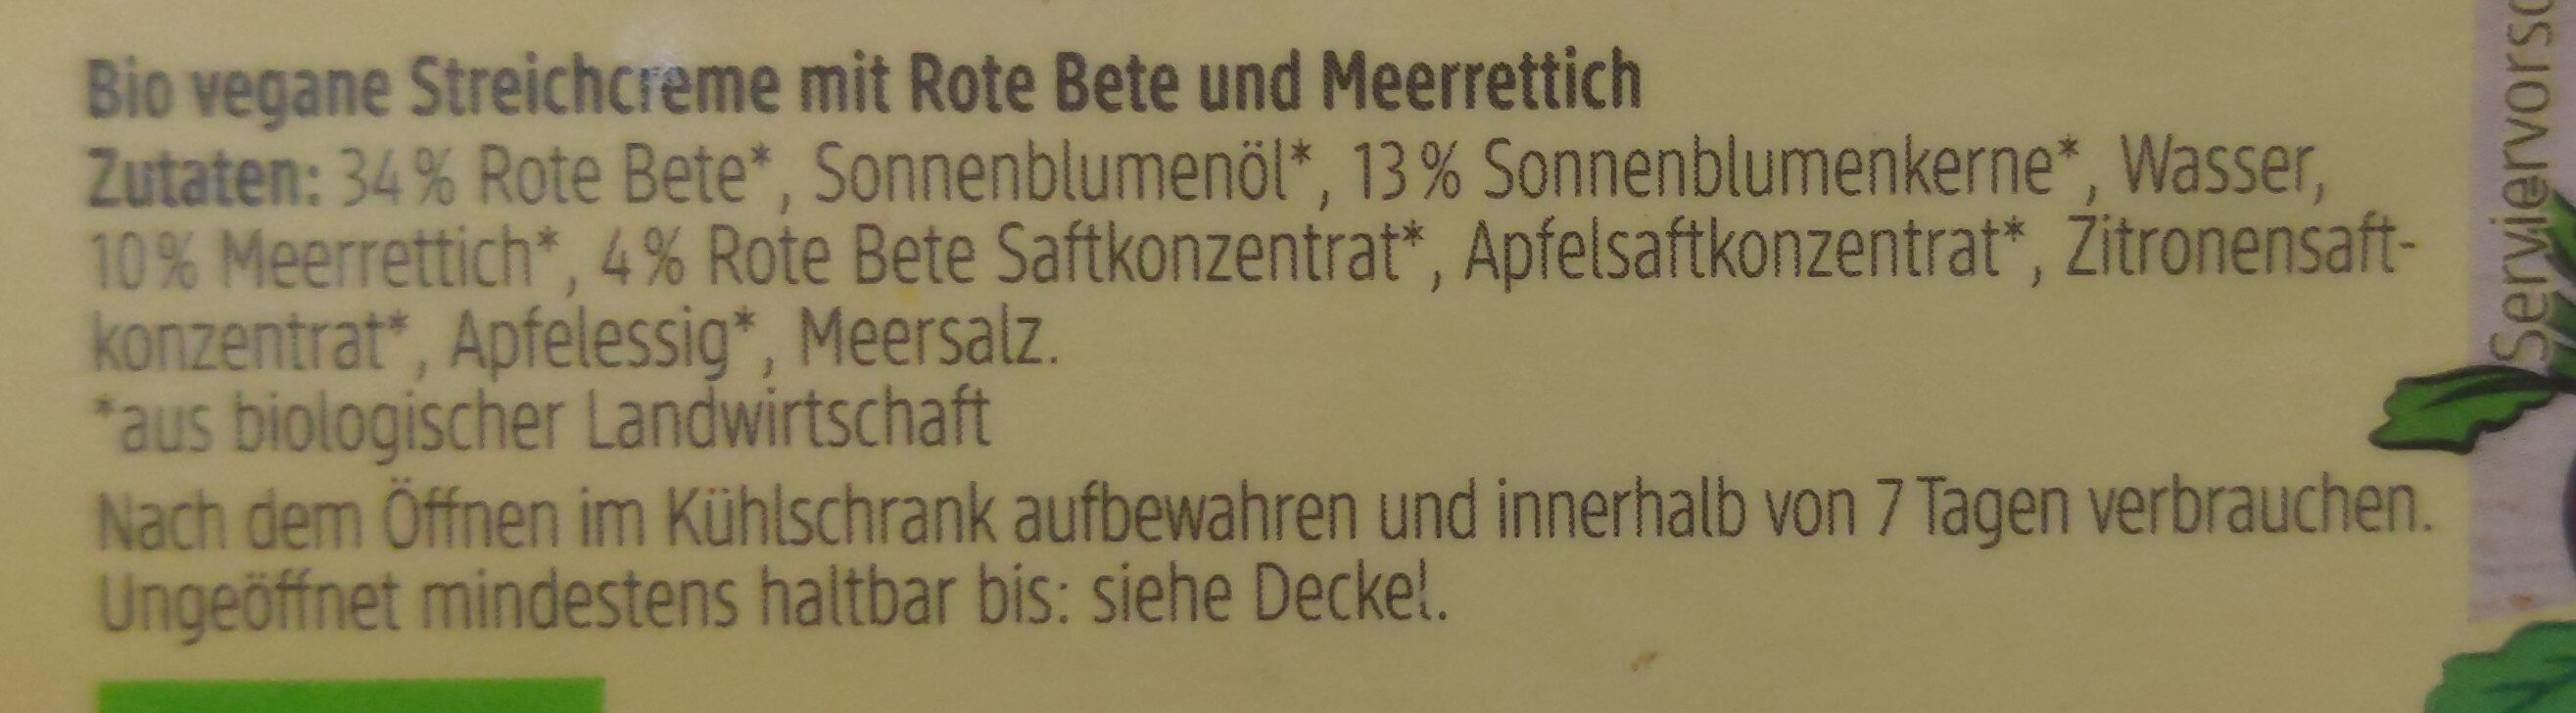 Bio vegane Streichcreme mit Rote Bete und Meerrettich
Zutaten: 34% Rote Bete*, Sonnenblumenöl*, 13% Sonnenblumenkerne*, Wasser,
10% Meerrettich*, 4% Rote Bete Saftkonzentrat*, Apfelsaftkonzentrat*, Zitronensaft-
konzentrat*, Apfelessig*, Meersalz.
*aus biologischer Landwirtschaft
Nach dem Öffnen im Kühlschrank aufbewahren und innerhalb von 7 Tagen verbrauchen.
Ungeöffnet mindestens haltbar bis: siehe Deckel.